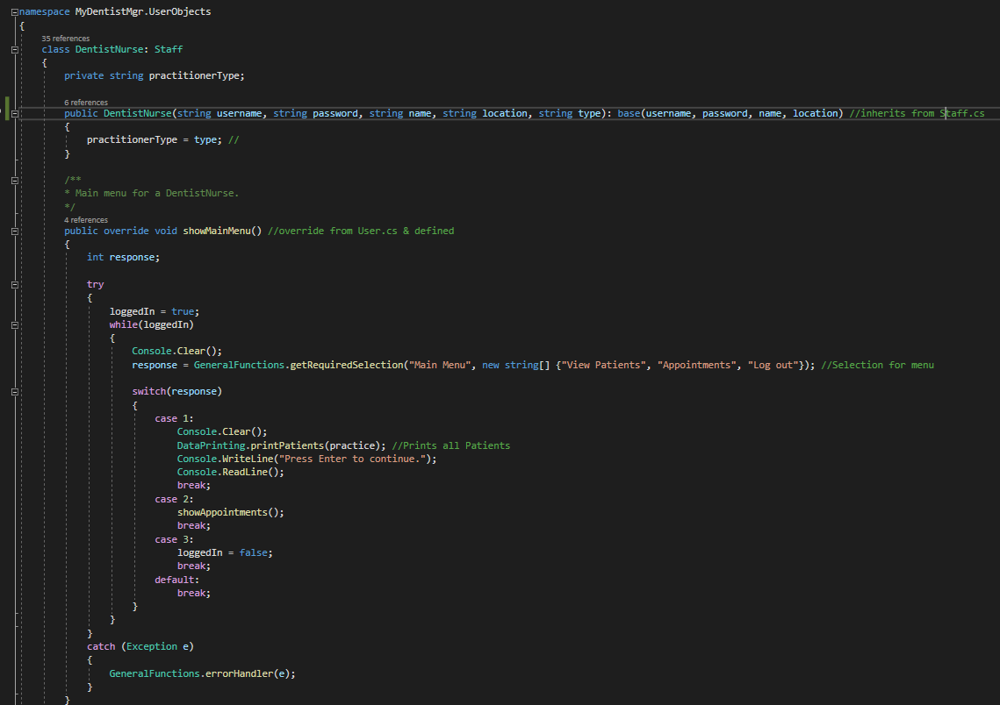 namespace MyDentistMgr.UserObjects
{
35 references
class DentistNurse: Staff
{
private string practitionerType;
6 references
public DentistNurse(string username, string password, string name, string location, string type): base(username, password, name, location) //inherits from Staff.cs
{
practitionerType = type; //
}
/**
* Main menu for a DentistNurse.
*/
4 references
public override void showMainMenu() //override from User.cs & defined
{
int response;
try
{
loggedIn = true;
while(loggedIn)
{
Console.Clear();
response = GeneralFunctions.getRequiredSelection("Main Menu", new string[] {"View Patients", "Appointments", "Log out"}); //Selection for menu
switch(response)
{
case 1:
Console.Clear();
DataPrinting.printPatients(practice); //Prints all Patients
Console.WriteLine("Press Enter to continue.");
Console.ReadLine();
break;
case 2:
showAppointments();
break;
case 3:
loggedIn = false;
break;
default:
break;
}
}
}
catch (Exception e)
{
GeneralFunctions.errorHandler(e);
}
}